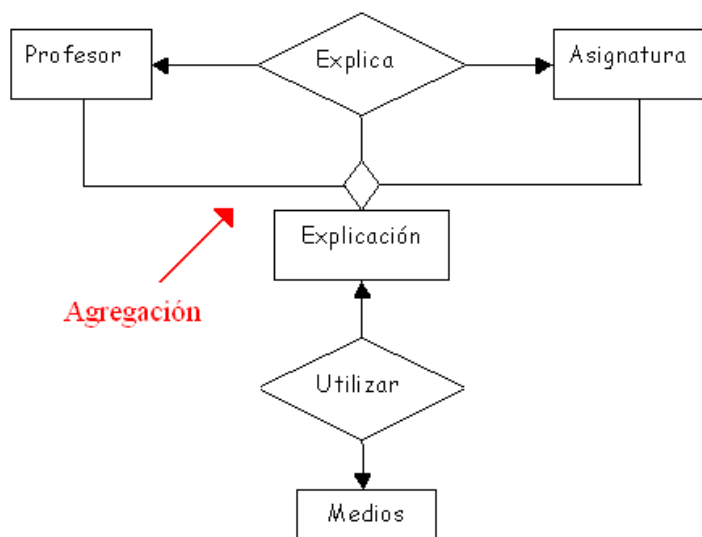 Profesor
Explica
Asignatura
Explicación
Agregación
Utilizar
Medios